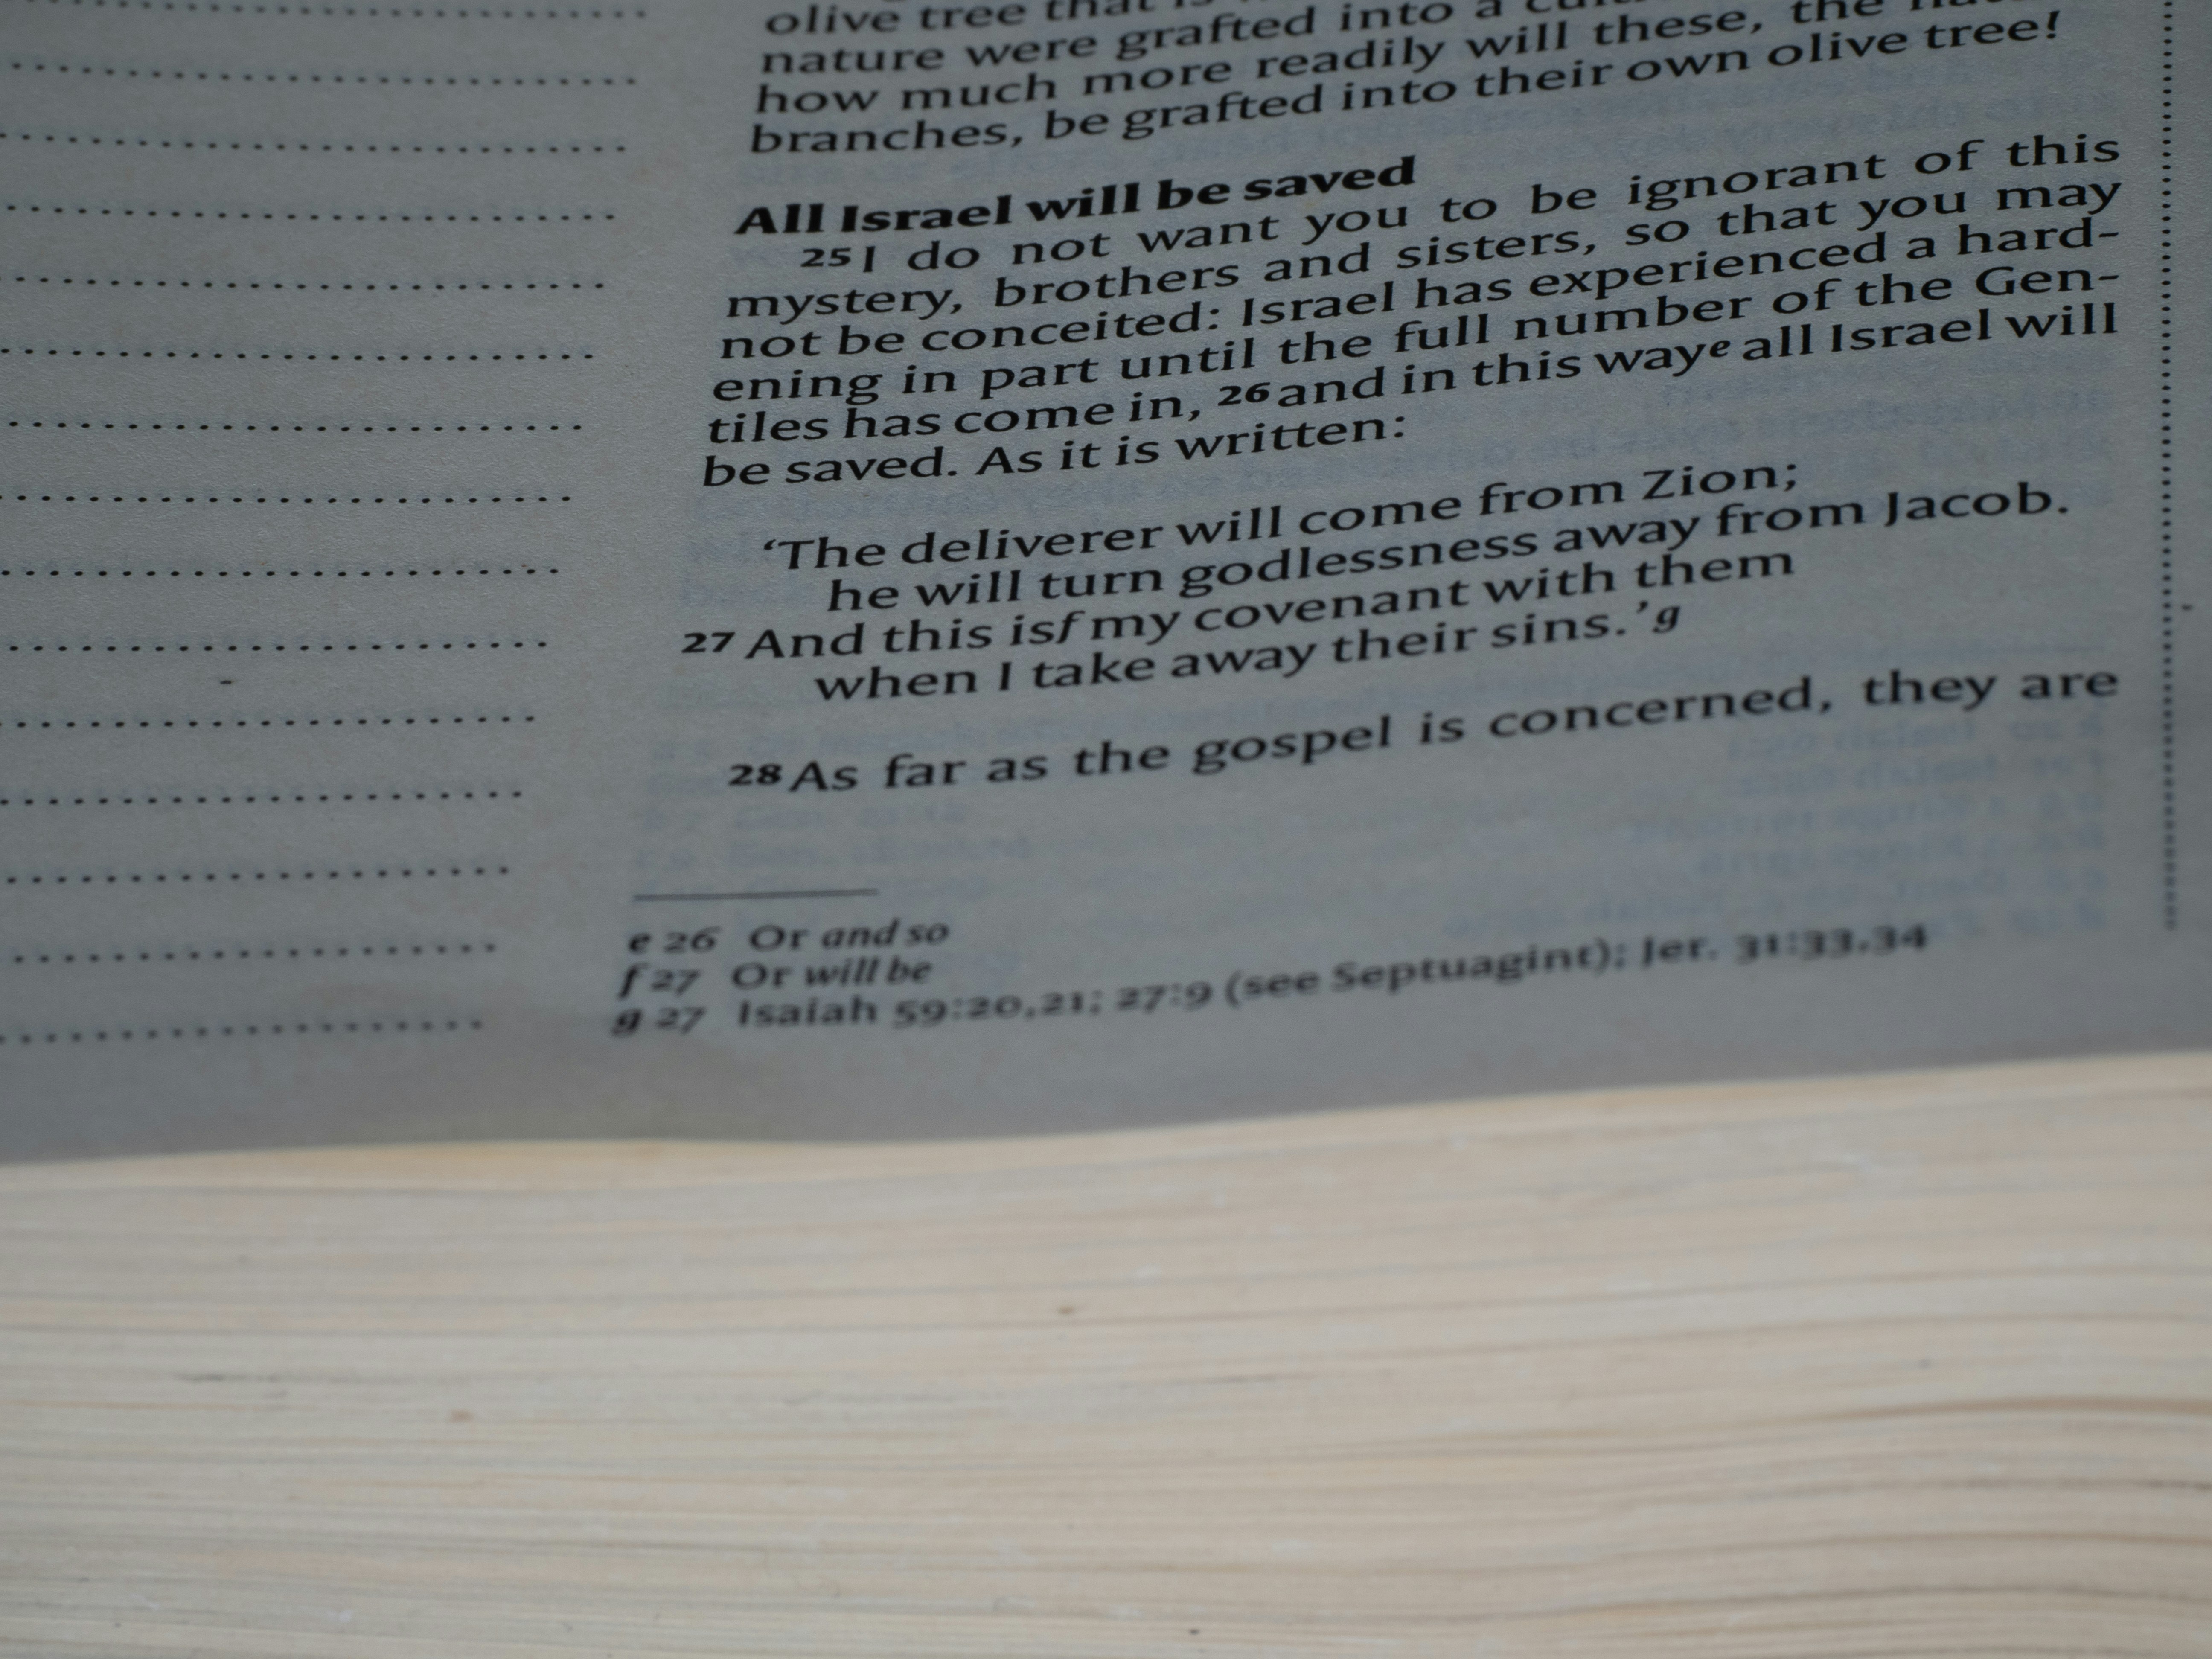 olive tree that is
nature were grafted into a
how much more readily will these, the
branches, be grafted into their own olive tree!
All Israel will be saved
25 I do not want you to be ignorant of this
mystery, brothers and sisters, so that you may
not be conceited: Israel has experienced a hard-
ening in part until the full number of the Gen-
tiles has come in, 26 and in this way e all Israel will
be saved. As it is written:
‘The deliverer will come from Zion;
he will turn godlessness away from Jacob.
27 And this is f my covenant with them
when I take away their sins.’ g
28 As far as the gospel is concerned, they are
e 26 Or and so
f 27 Or will be
g 27 Isaiah 59:20,21; 27:9 (see Septuagint); Jer. 31:33,34